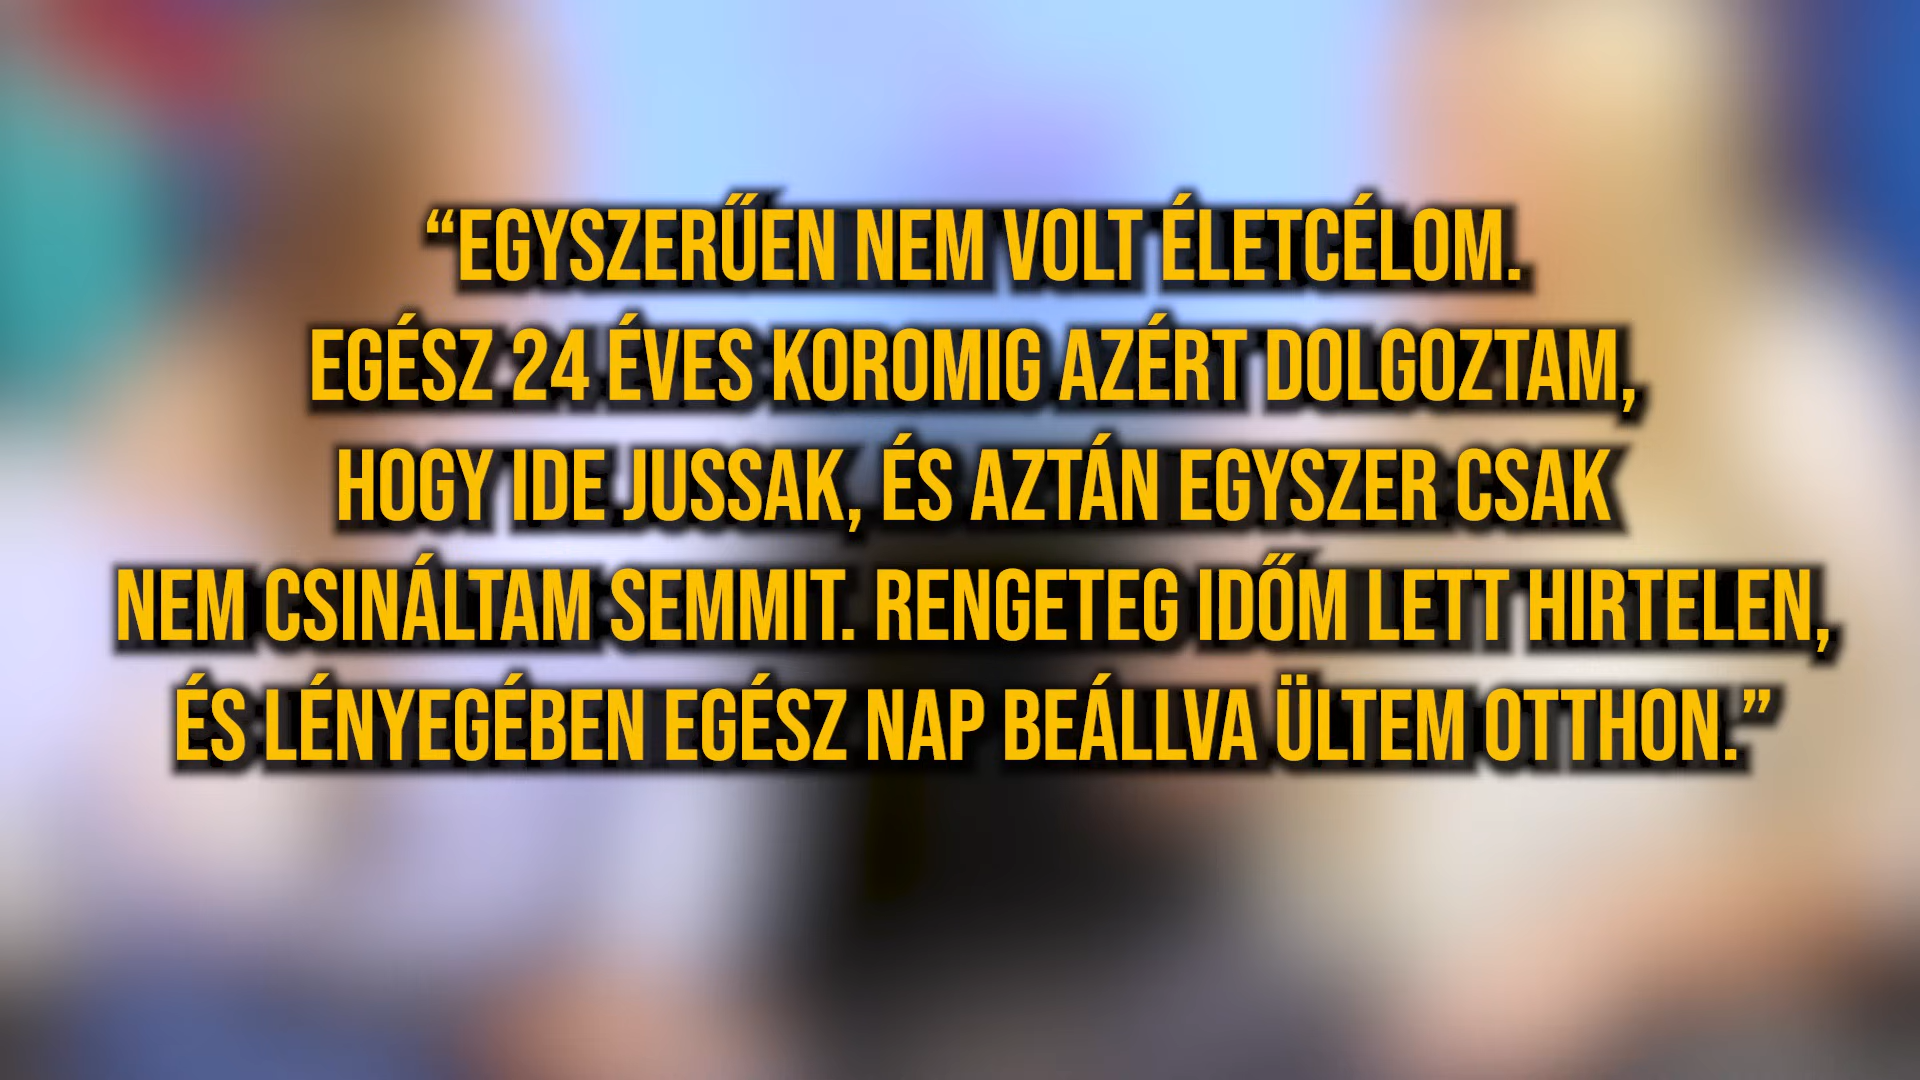 “EGYSZERŰEN NEM VOLT ÉLETCÉLOM.
EGÉSZ 24 ÉVES KOROMIG AZÉRT DOLGOZTAM,
HOGY IDE JUSSAK, ÉS AZTÁN EGYSZER CSAK
NEM CSINÁLTAM SEMMIT. RENGETEG IDŐM LETT HIRTELEN,
ÉS LÉNYEGÉBEN EGÉSZ NAP BEÁLLVA ÜLTEM OTTHON.”